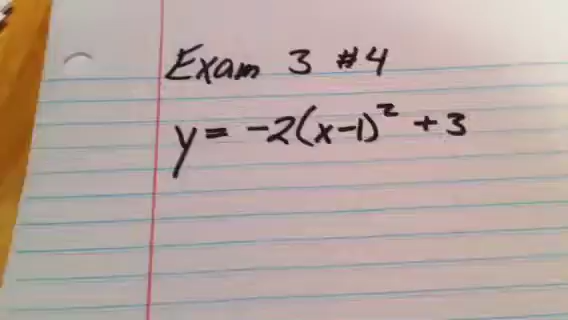 Exam 3 #4
y = -2(x-1)² + 3